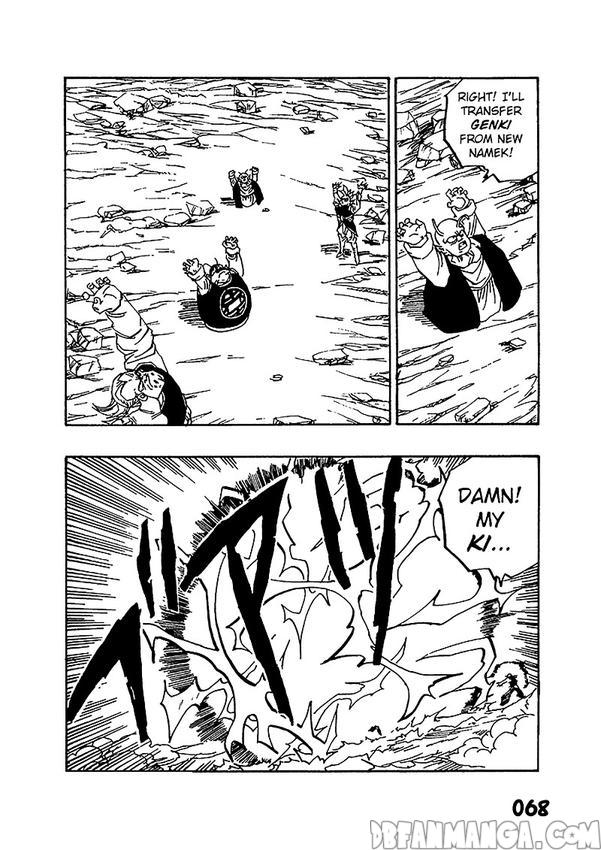 RIGHT! I'LL
TRANSFER
GENKI
FROM NEW
NAMEK!
DAMN!
MY
KI...
068
DBFANMANGA.COM